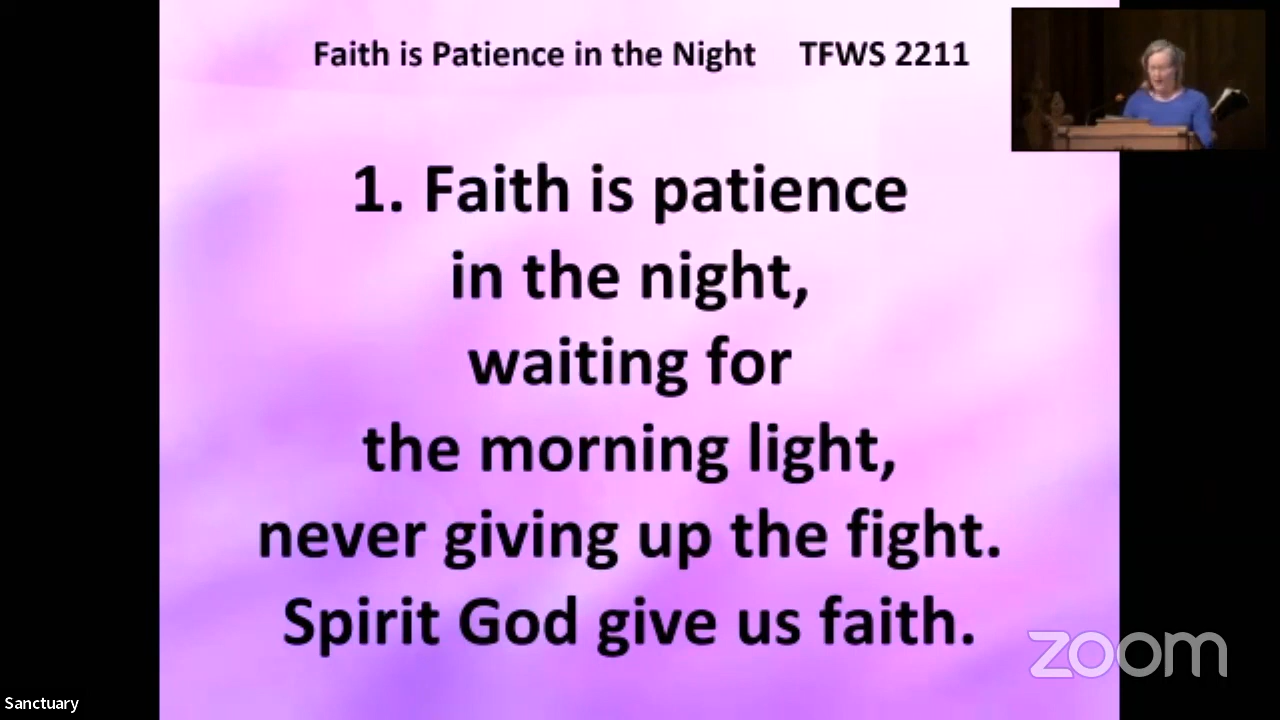 Faith is Patience in the Night TFWS 2211
1. Faith is patience
in the night,
waiting for
the morning light,
never giving up the fight.
Spirit God give us faith.
zoom
Sanctuary